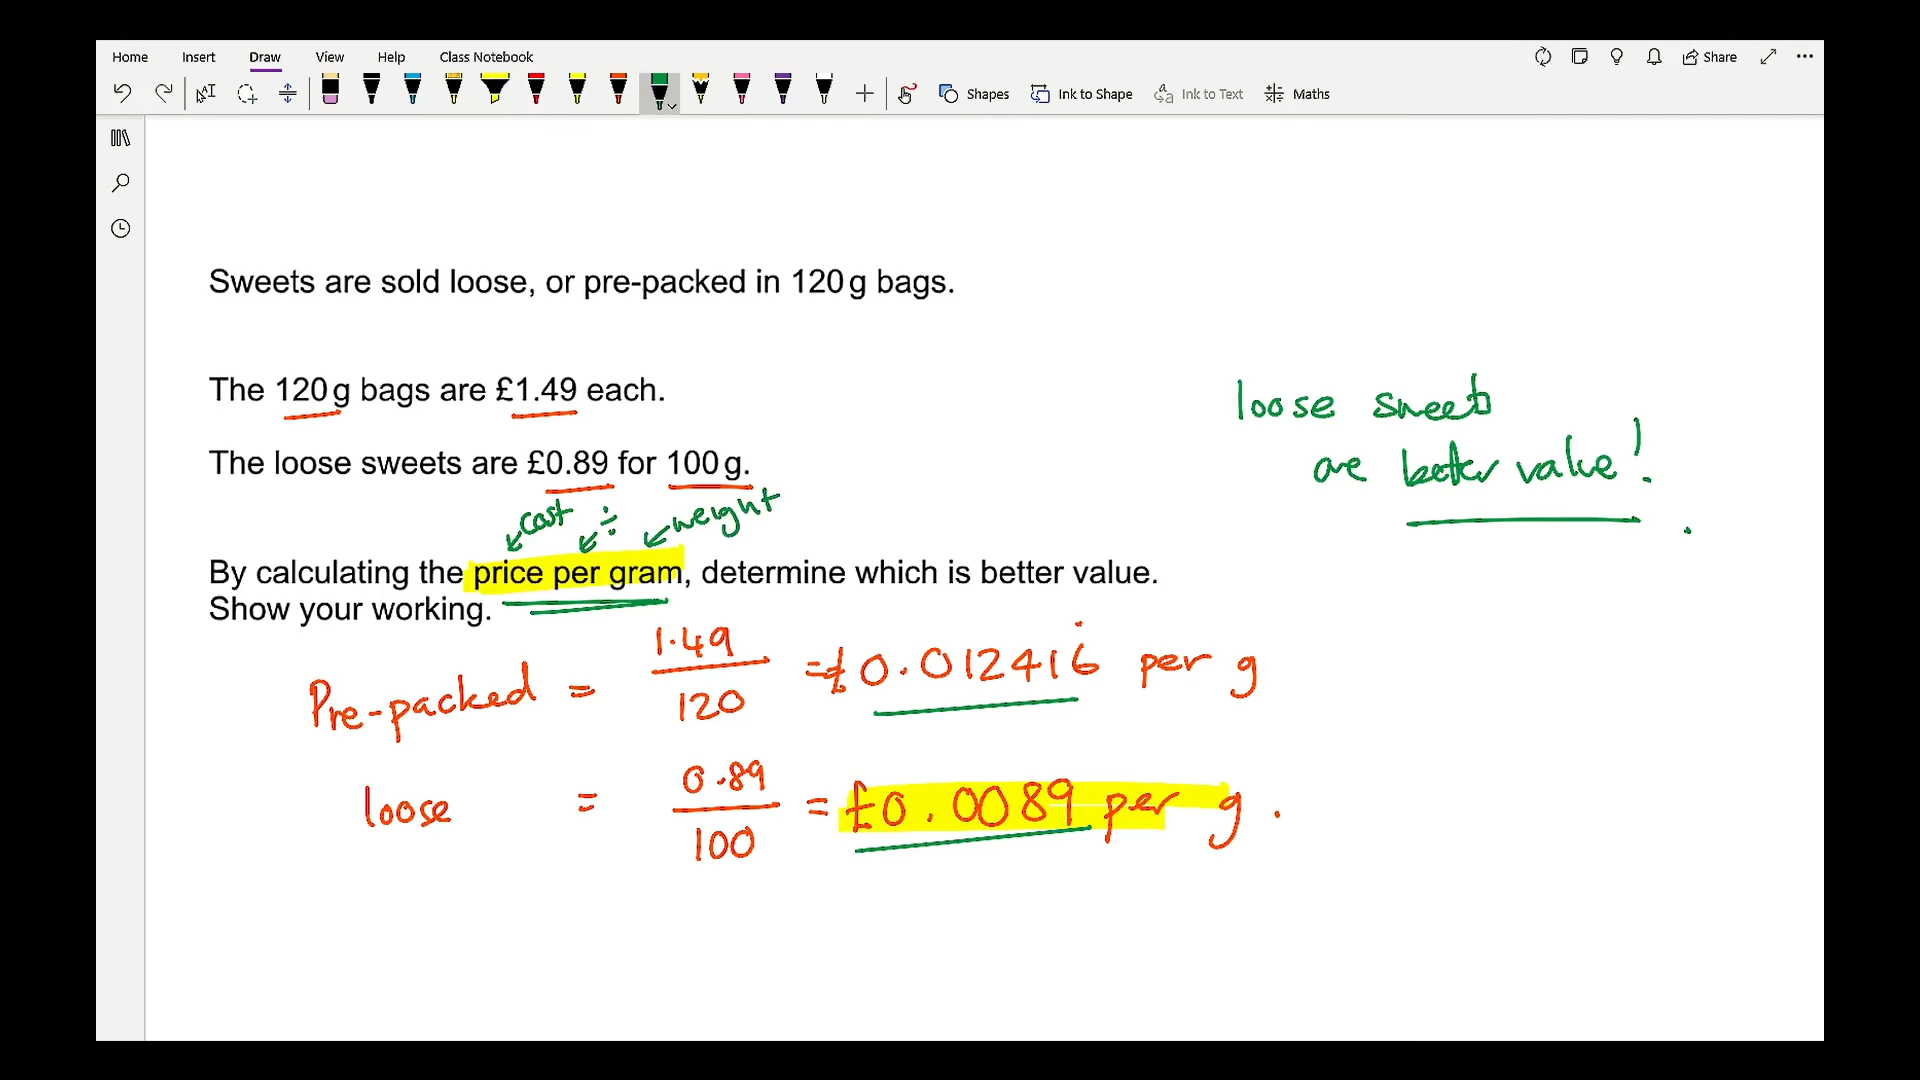 Home Insert Draw View Help Class Notebook Share
Shapes Ink to Shape Ink to Text Maths
Sweets are sold loose, or pre-packed in 120 g bags.
The 120 g bags are £1.49 each.
loose sweets
are better value!
The loose sweets are £0.89 for 100 g.
cost ÷ weight
By calculating the price per gram, determine which is better value.
Show your working.
Pre-packed = 1.49 / 120 = £0.012416̇ per g
loose = 0.89 / 100 = £0.0089 per g.